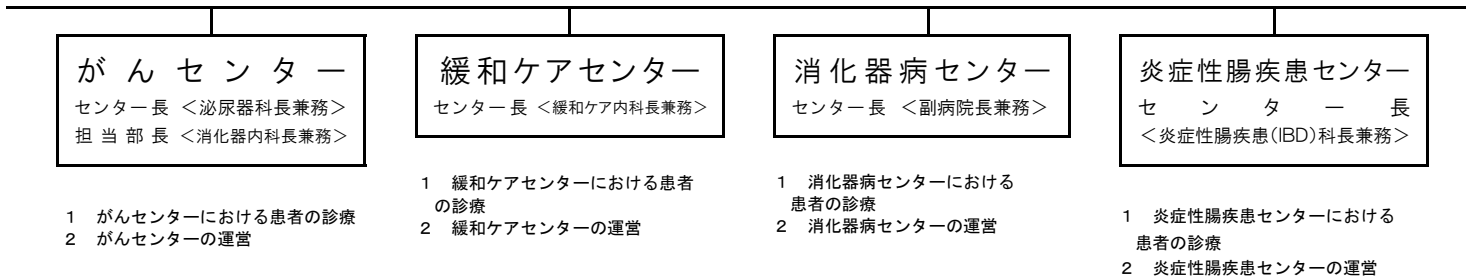 がんセンター
センター長 ＜泌尿器科長兼務＞
担当部長 ＜消化器内科長兼務＞
1 がんセンターにおける患者の診療
2 がんセンターの運営
緩和ケアセンター
センター長 ＜緩和ケア内科長兼務＞
1 緩和ケアセンターにおける患者
の診療
2 緩和ケアセンターの運営
消化器病センター
センター長 ＜副病院長兼務＞
1 消化器病センターにおける
患者の診療
2 消化器病センターの運営
炎症性腸疾患センター
センター長
＜炎症性腸疾患(IBD)科長兼務＞
1 炎症性腸疾患センターにおける
患者の診療
2 炎症性腸疾患センターの運営